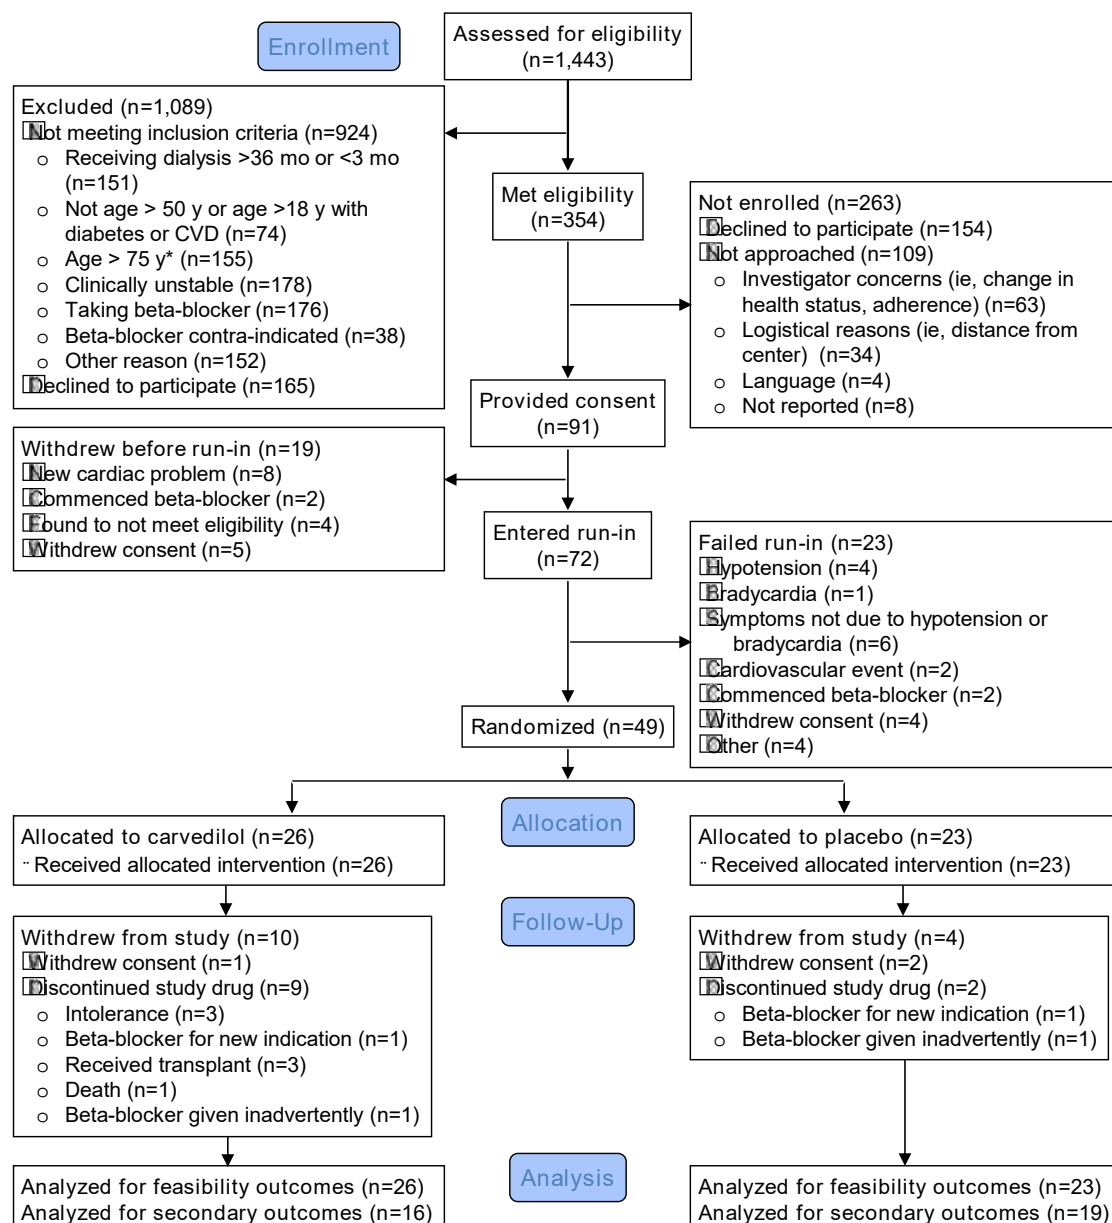 Enrollment
Assessed for eligibility
(n=1,443)
Excluded (n=1,089)
Not meeting inclusion criteria (n=924)
o Receiving dialysis >36 mo or <3 mo
(n=151)
o Not age > 50 y or age >18 y with
diabetes or CVD (n=74)
o Age > 75 y* (n=155)
o Clinically unstable (n=178)
o Taking beta-blocker (n=176)
o Beta-blocker contra-indicated (n=38)
o Other reason (n=152)
Declined to participate (n=165)
Met eligibility
(n=354)
Not enrolled (n=263)
Declined to participate (n=154)
Not approached (n=109)
o Investigator concerns (ie, change in
health status, adherence) (n=63)
o Logistical reasons (ie, distance from
center) (n=34)
o Language (n=4)
o Not reported (n=8)
Provided consent
(n=91)
Withdrew before run-in (n=19)
New cardiac problem (n=8)
Commenced beta-blocker (n=2)
Found to not meet eligibility (n=4)
Withdrew consent (n=5)
Entered run-in
(n=72)
Failed run-in (n=23)
Hypotension (n=4)
Bradycardia (n=1)
Symptoms not due to hypotension or
bradycardia (n=6)
Cardiovascular event (n=2)
Commenced beta-blocker (n=2)
Withdrew consent (n=4)
Other (n=4)
Randomized (n=49)
Allocation
Allocated to carvedilol (n=26)
¨ Received allocated intervention (n=26)
Allocated to placebo (n=23)
¨ Received allocated intervention (n=23)
Follow-Up
Withdrew from study (n=10)
Withdrew consent (n=1)
Discontinued study drug (n=9)
o Intolerance (n=3)
o Beta-blocker for new indication (n=1)
o Received transplant (n=3)
o Death (n=1)
o Beta-blocker given inadvertently (n=1)
Withdrew from study (n=4)
Withdrew consent (n=2)
Discontinued study drug (n=2)
o Beta-blocker for new indication (n=1)
o Beta-blocker given inadvertently (n=1)
Analysis
Analyzed for feasibility outcomes (n=26)
Analyzed for secondary outcomes (n=16)
Analyzed for feasibility outcomes (n=23)
Analyzed for secondary outcomes (n=19)